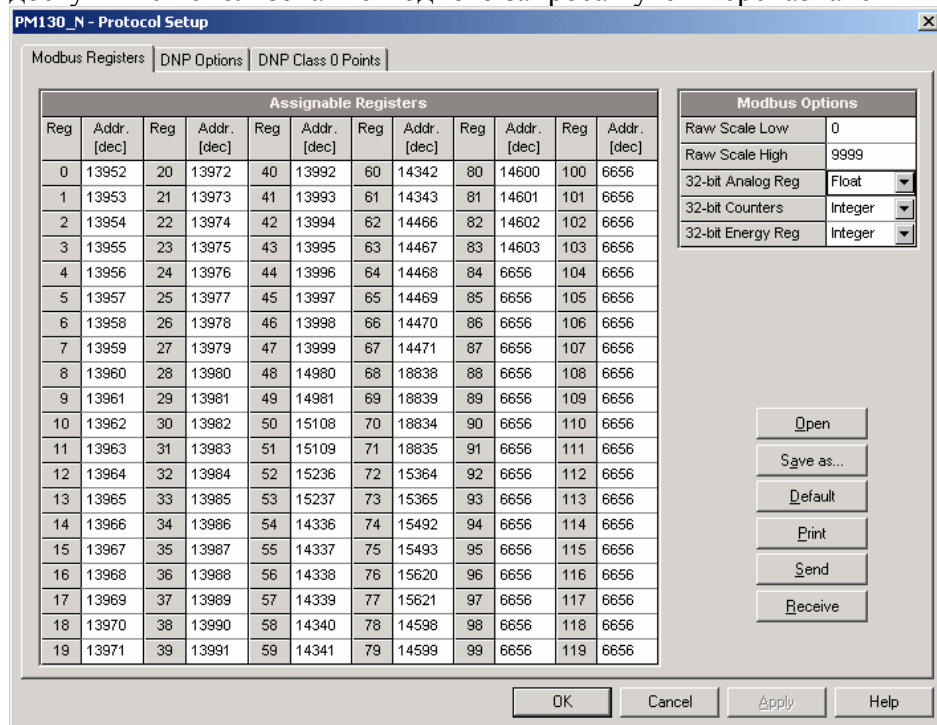 PM130_N - Protocol Setup
Modbus Registers DNP Options DNP Class 0 Points
Assignable Registers
Reg Addr. [dec] Reg Addr. [dec] Reg Addr. [dec] Reg Addr. [dec] Reg Addr. [dec] Reg Addr. [dec]
0 13952 20 13972 40 13992 60 14342 80 14600 100 6656
1 13953 21 13973 41 13993 61 14343 81 14601 101 6656
2 13954 22 13974 42 13994 62 14466 82 14602 102 6656
3 13955 23 13975 43 13995 63 14467 83 14603 103 6656
4 13956 24 13976 44 13996 64 14468 84 6656 104 6656
5 13957 25 13977 45 13997 65 14469 85 6656 105 6656
6 13958 26 13978 46 13998 66 14470 86 6656 106 6656
7 13959 27 13979 47 13999 67 14471 87 6656 107 6656
8 13960 28 13980 48 14980 68 18838 88 6656 108 6656
9 13961 29 13981 49 14981 69 18839 89 6656 109 6656
10 13962 30 13982 50 15108 70 18834 90 6656 110 6656
11 13963 31 13983 51 15109 71 18835 91 6656 111 6656
12 13964 32 13984 52 15236 72 15364 92 6656 112 6656
13 13965 33 13985 53 15237 73 15365 93 6656 113 6656
14 13966 34 13986 54 14336 74 15492 94 6656 114 6656
15 13967 35 13987 55 14337 75 15493 95 6656 115 6656
16 13968 36 13988 56 14338 76 15620 96 6656 116 6656
17 13969 37 13989 57 14339 77 15621 97 6656 117 6656
18 13970 38 13990 58 14340 78 14598 98 6656 118 6656
19 13971 39 13991 59 14341 79 14599 99 6656 119 6656
Modbus Options
Raw Scale Low 0
Raw Scale High 9999
32-bit Analog Reg Float
32-bit Counters Integer
32-bit Energy Reg Integer
Open
Save as...
Default
Print
Send
Receive
OK Cancel Apply Help